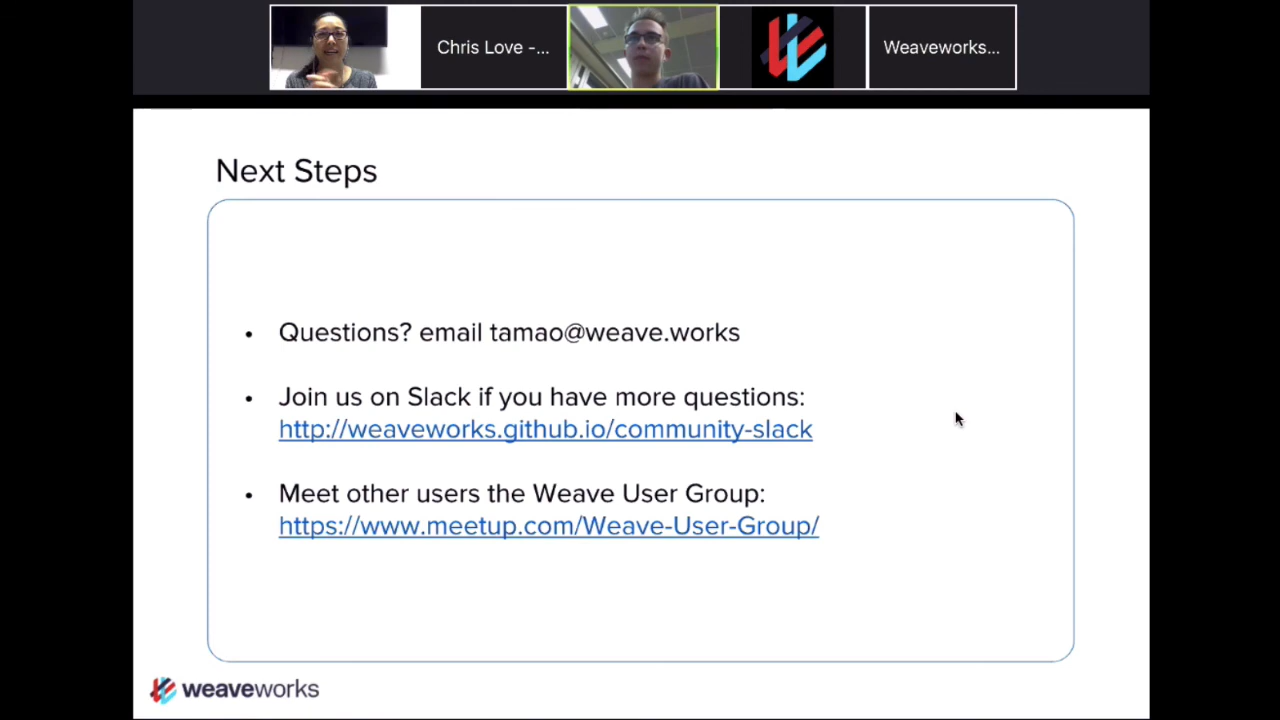 Chris Love -...
Weaveworks...
Next Steps
• Questions? email tamao@weave.works
• Join us on Slack if you have more questions:
http://weaveworks.github.io/community-slack
• Meet other users the Weave User Group:
https://www.meetup.com/Weave-User-Group/
weaveworks